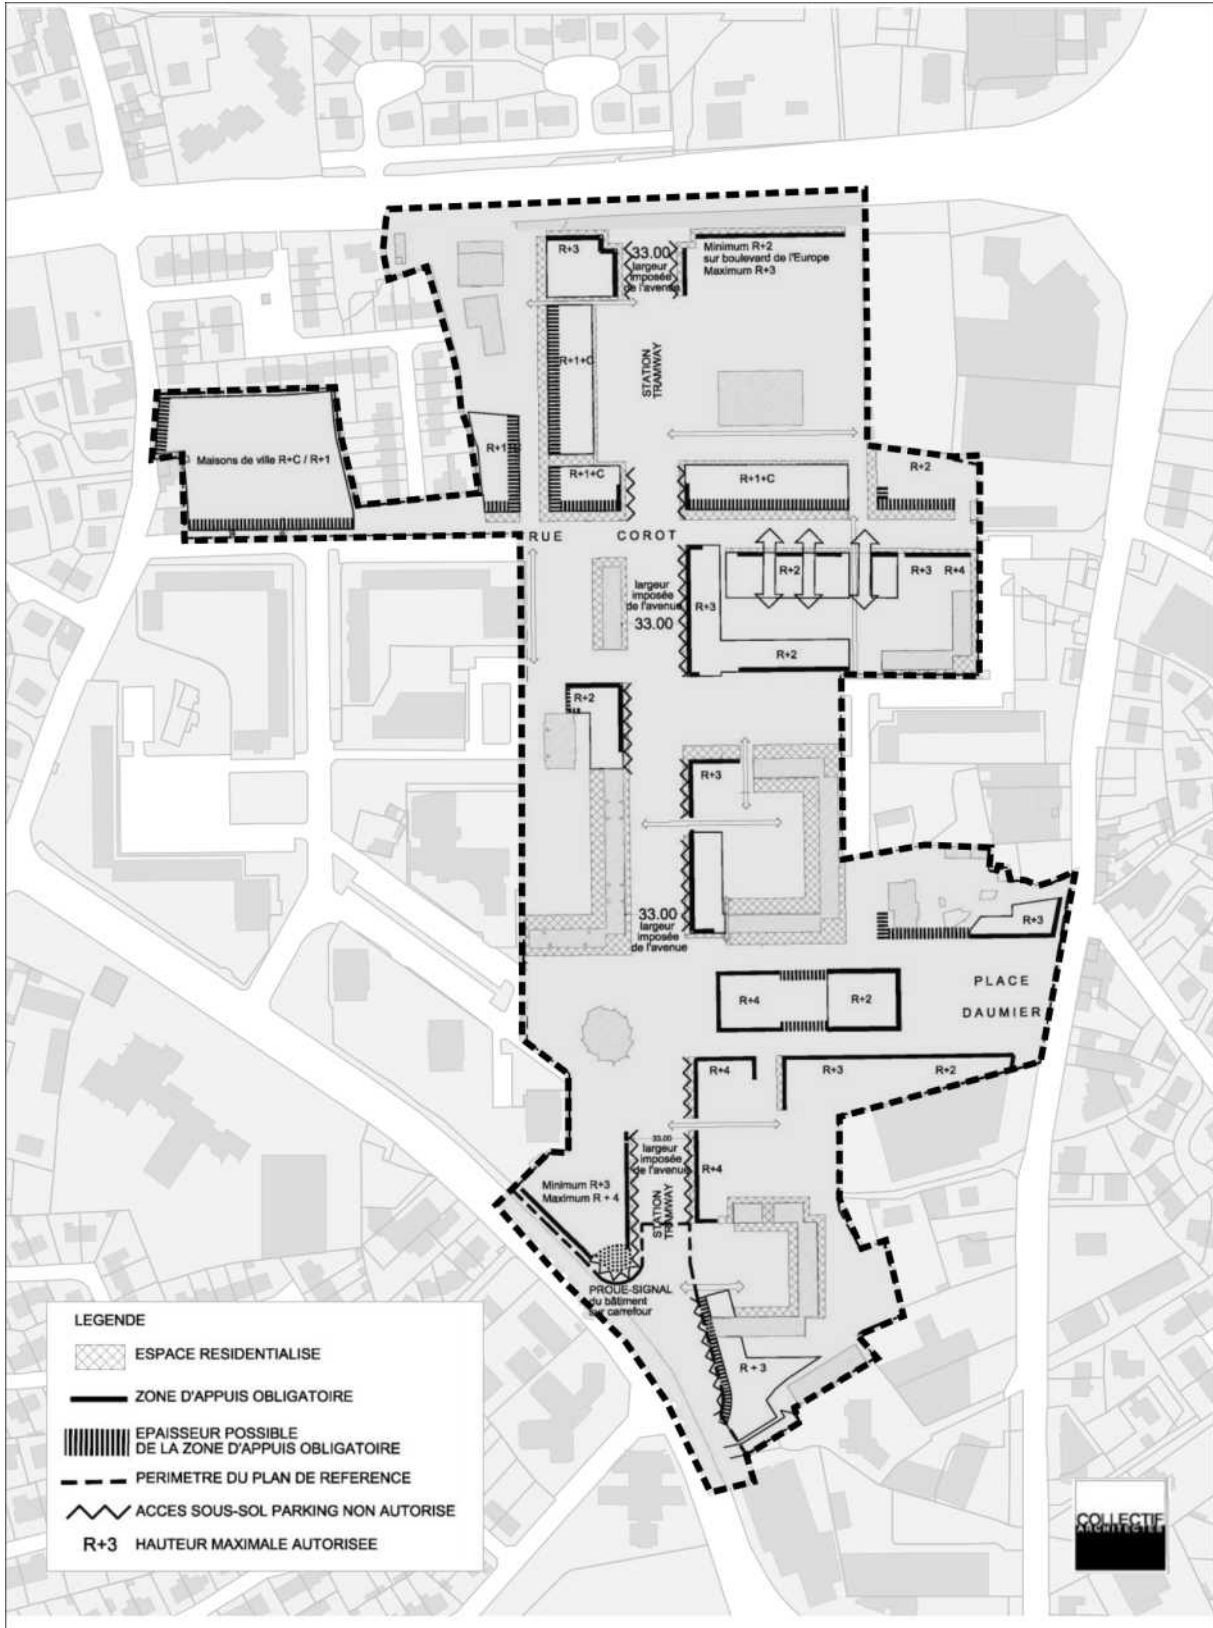 R+3
33.00
largeur
imposée
de l'avenue
Minimum R+2
sur boulevard de l'Europe
Maximum R+3
R+1+C
STATION
TRAMWAY
Maisons de ville R+C / R+1
R+1+C
R+1+C
R+2
RUE COROT
largeur
imposée
de l'avenue
33.00
R+3
R+2
R+3
R+4
R+2
R+2
R+3
33.00
largeur
imposée
de l'avenue
R+3
R+4
R+2
PLACE
DAUMIER
R+4
R+3
R+2
33.00
largeur
imposée
de l'avenue
R+4
Minimum R+3
Maximum R + 4
STATION
TRAMWAY
PROUE-SIGNAL
du bâtiment
sur carrefour
R + 3
LEGENDE
ESPACE RESIDENTIALISE
ZONE D'APPUIS OBLIGATOIRE
EPAISSEUR POSSIBLE
DE LA ZONE D'APPUIS OBLIGATOIRE
PERIMETRE DU PLAN DE REFERENCE
ACCES SOUS-SOL PARKING NON AUTORISE
R+3 HAUTEUR MAXIMALE AUTORISEE
COLLECTIF